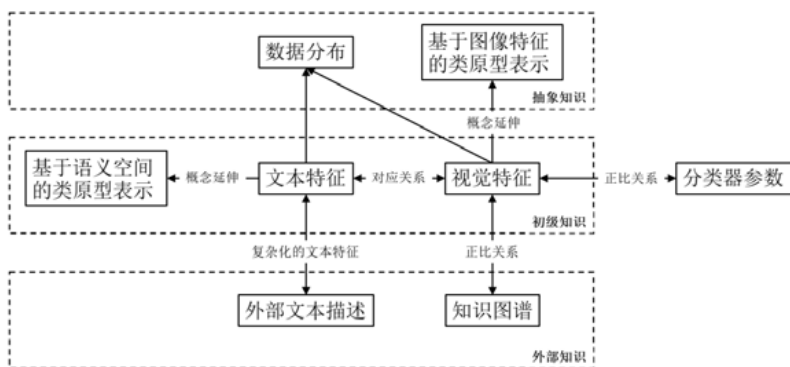 数据分布
基于图像特征
的类原型表示
抽象知识
概念延伸
基于语义空间
的类原型表示
概念延伸
文本特征
对应关系
视觉特征
正比关系
分类器参数
初级知识
复杂化的文本特征
正比关系
外部文本描述
知识图谱
外部知识